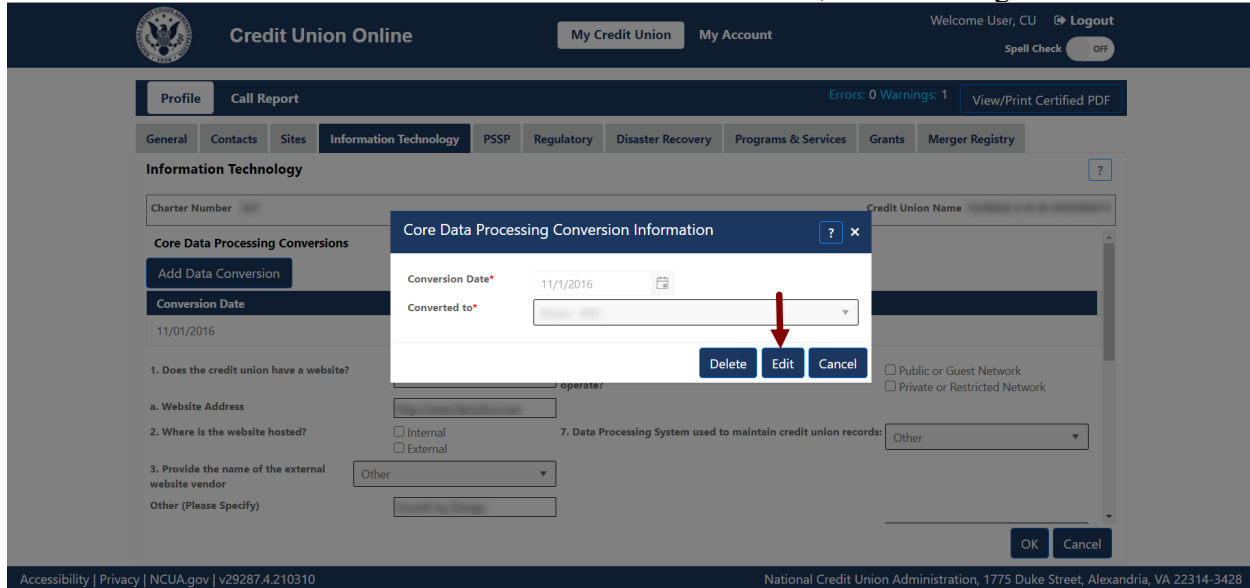 Credit Union Online
My Credit Union My Account
Welcome User, CU Logout
Spell Check OFF
Profile Call Report
Errors: 0 Warnings: 1 View/Print Certified PDF
General Contacts Sites Information Technology PSSP Regulatory Disaster Recovery Programs & Services Grants Merger Registry
Information Technology ?
Charter Number Credit Union Name
Core Data Processing Conversions
Add Data Conversion
Conversion Date
11/01/2016
Core Data Processing Conversion Information ? ×
Conversion Date* 11/1/2016
Converted to*
Delete Edit Cancel
1. Does the credit union have a website?
operate?
Public or Guest Network
Private or Restricted Network
a. Website Address
2. Where is the website hosted? Internal
External
7. Data Processing System used to maintain credit union records: Other
3. Provide the name of the external
website vendor
Other
Other (Please Specify)
OK Cancel
Accessibility | Privacy | NCUA.gov | v29287.4.210310 National Credit Union Administration, 1775 Duke Street, Alexandria, VA 22314-3428